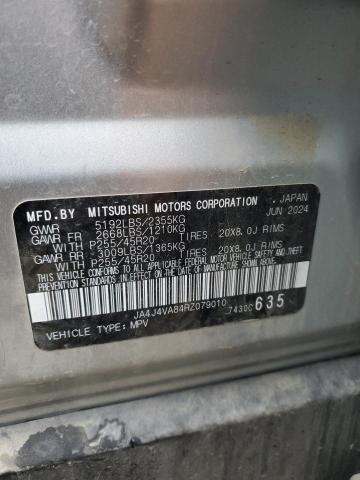 MFD.BY MITSUBISHI MOTORS CORPORATION , JAPAN
GVWR 5192LBS/2355KG JUN 2024
GAWR FR 2668LBS/1210KG
WITH P255/45R20 TIRES 20X8.0J RIMS
GAWR RR 3009LBS/1365KG
WITH P255/45R20 TIRES 20X8.0J RIMS
THIS VEHICLE CONFORMS TO ALL APPLICABLE FEDERAL
MOTOR VEHICLE SAFETY, BUMPER AND THEFT PREVENTION
STANDARDS IN EFFECT ON THE DATE OF MANUFACTURE
SHOWN ABOVE.
JA4J4VA84RZ079010 7430C 635
VEHICLE TYPE: MPV